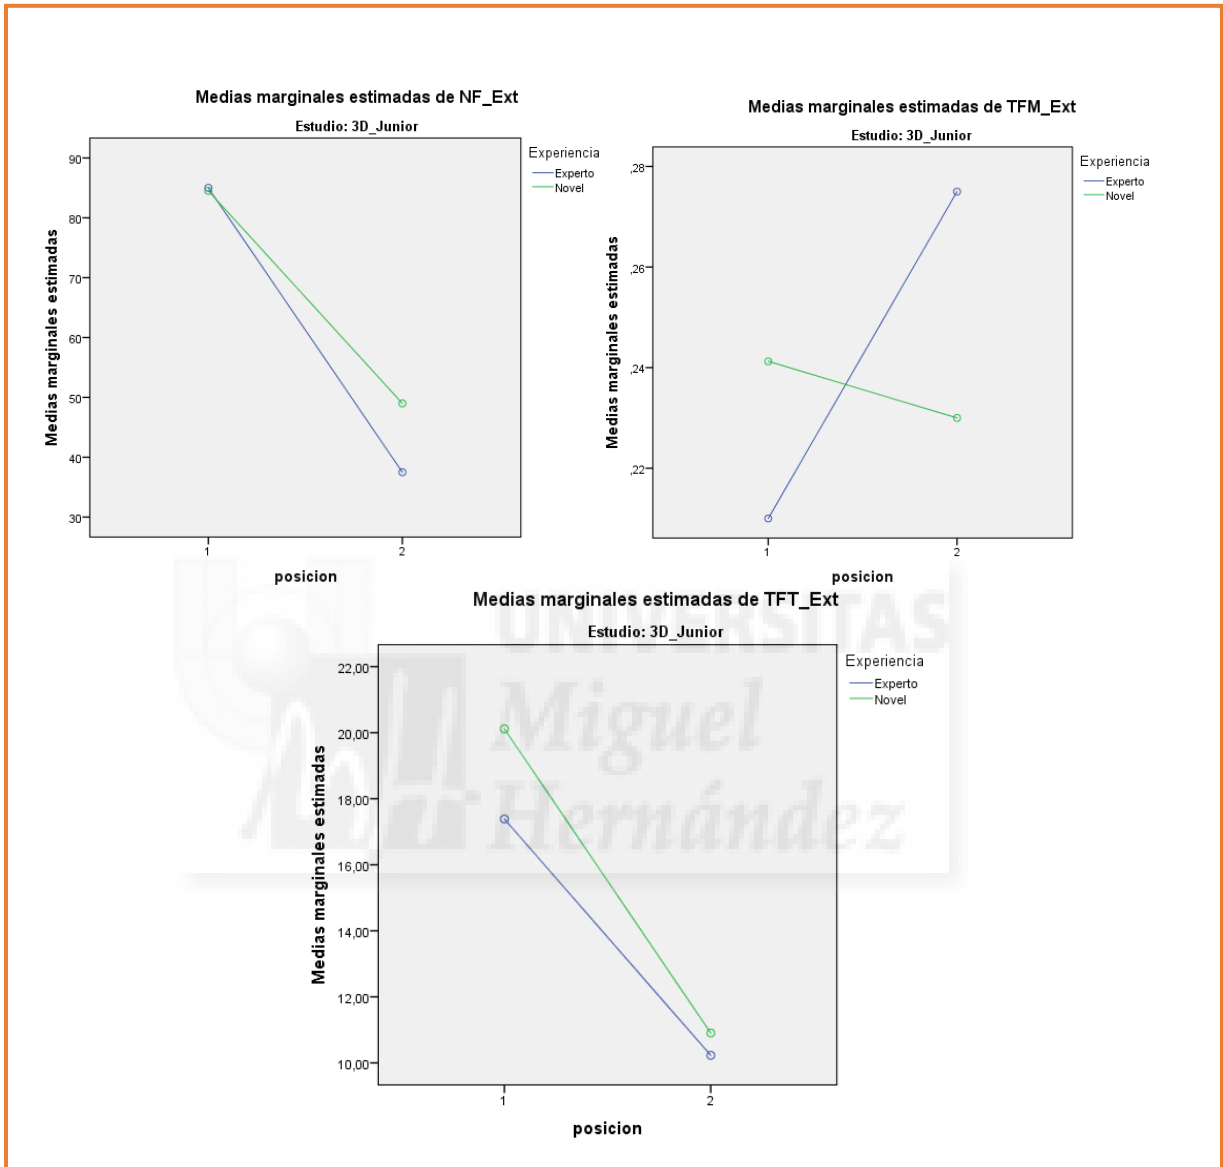 Medias marginales estimadas de NF_Ext
Estudio: 3D_Junior
Experiencia
Experto
Novel
Medias marginales estimadas
90
80
70
60
50
40
30
1
2
posicion
Medias marginales estimadas de TFM_Ext
Estudio: 3D_Junior
Experiencia
Experto
Novel
Medias marginales estimadas
,28
,26
,24
,22
1
2
posicion
Medias marginales estimadas de TFT_Ext
Estudio: 3D_Junior
Experiencia
Experto
Novel
Medias marginales estimadas
22,00
20,00
18,00
16,00
14,00
12,00
10,00
1
2
posicion
UNIVERSITAS
Miguel
Hernández